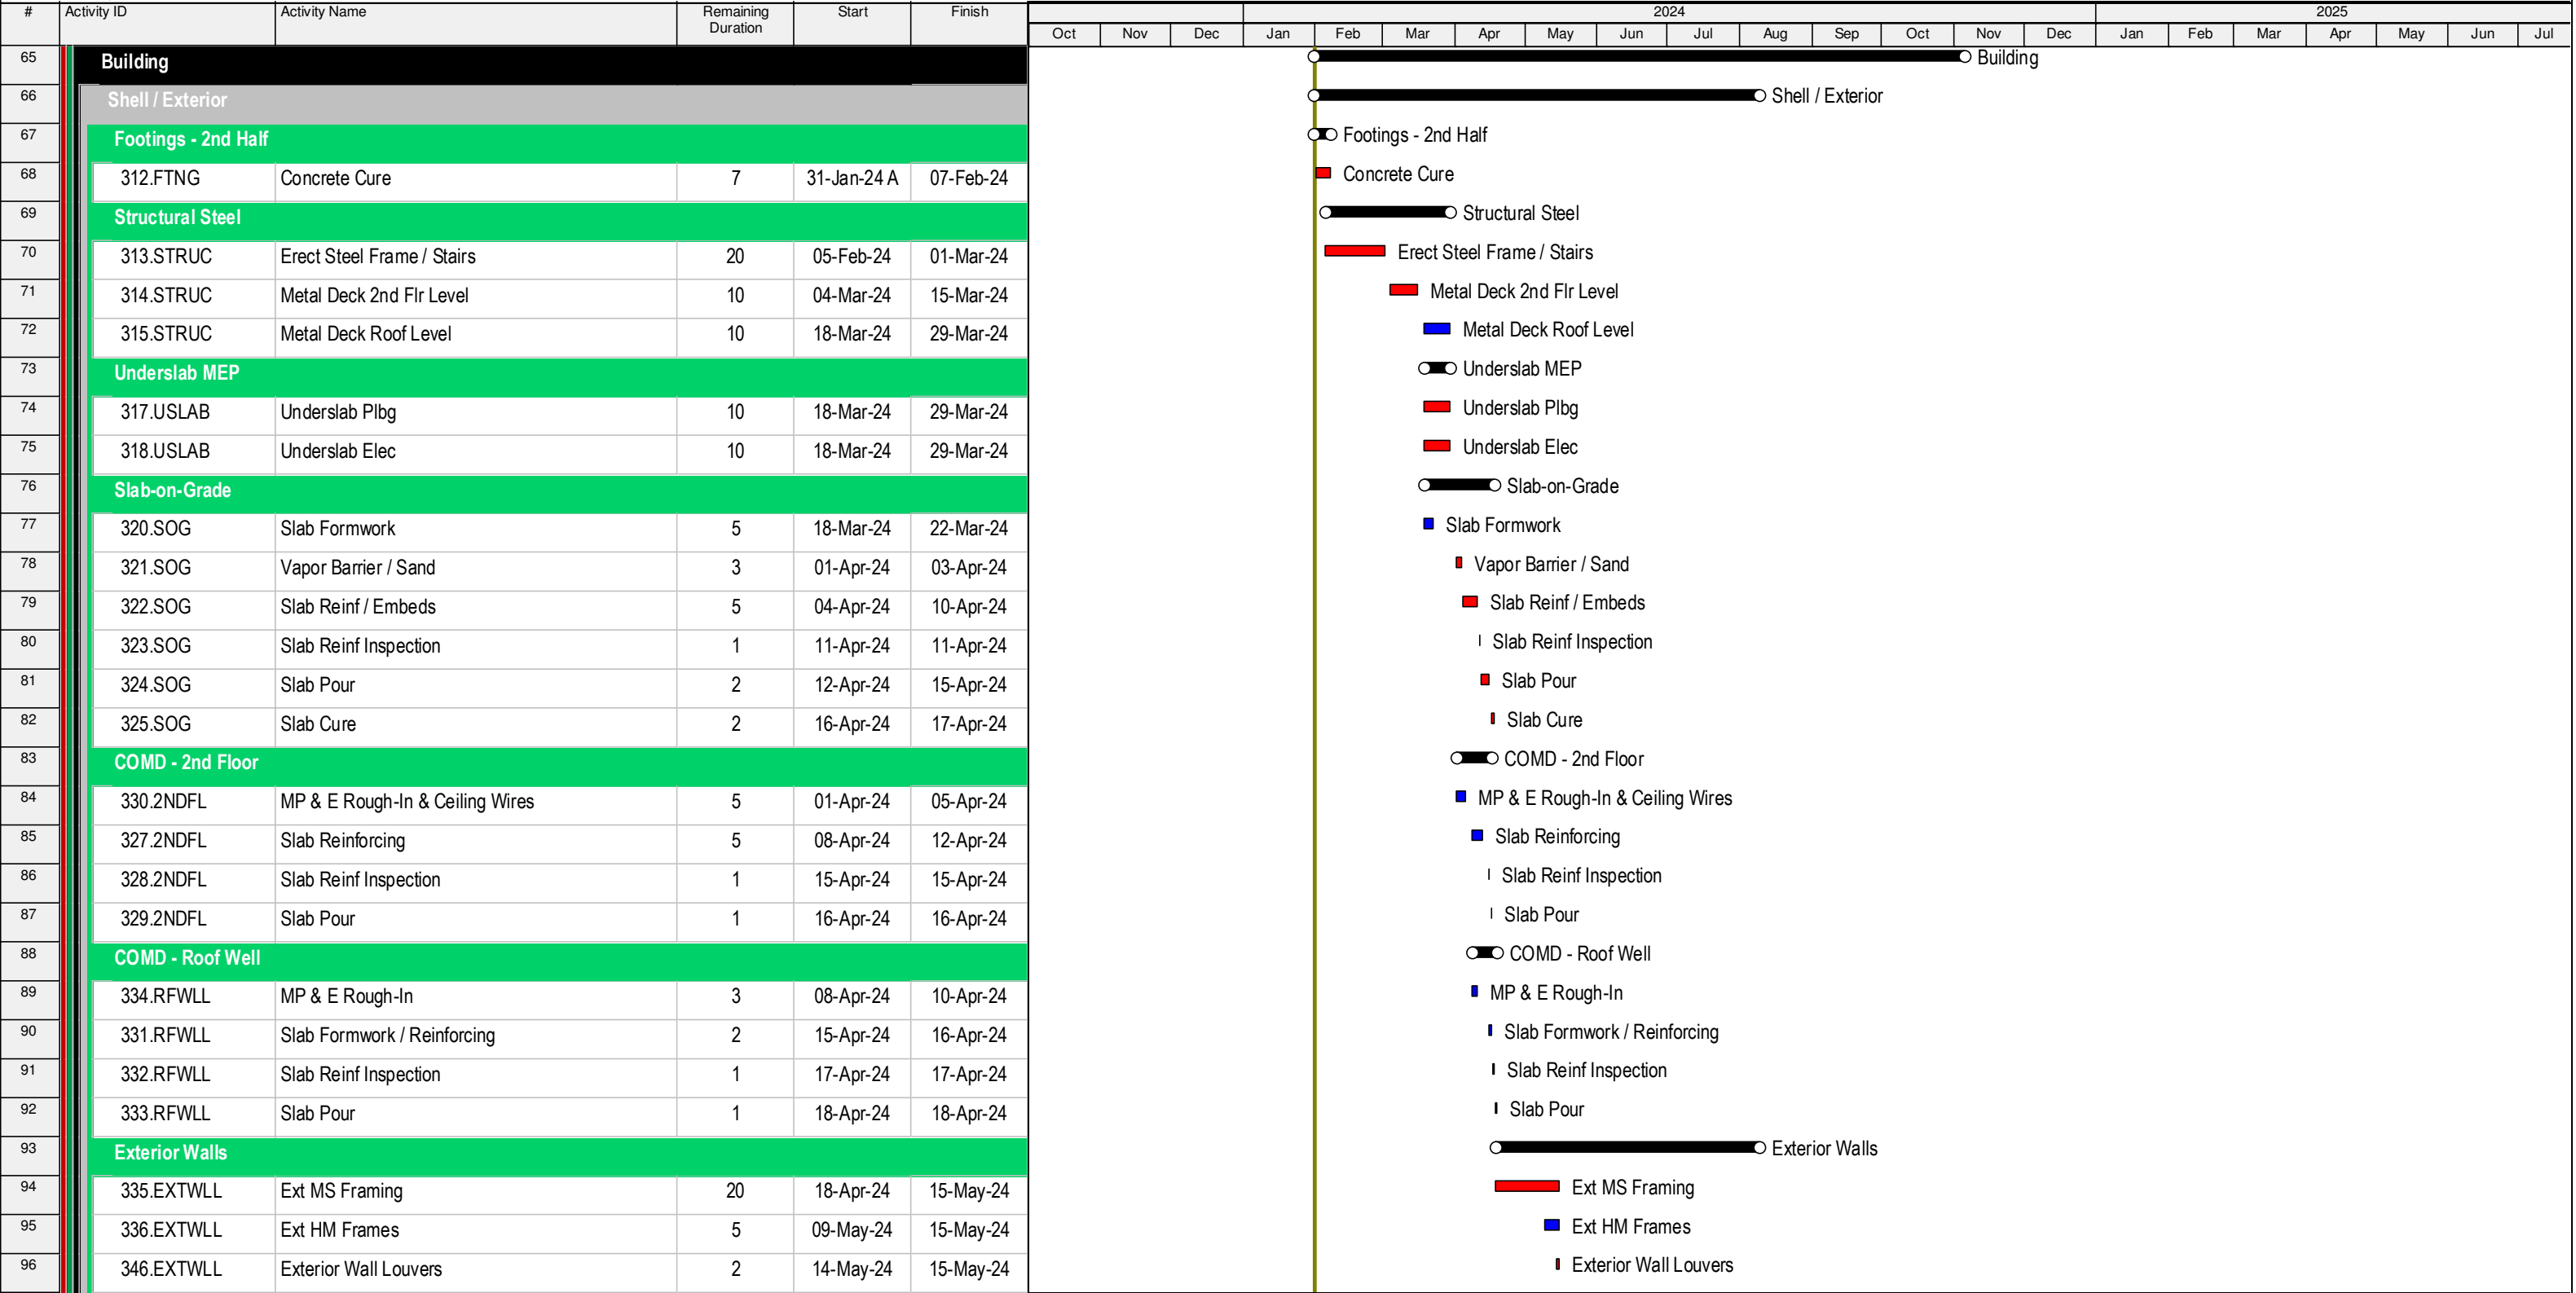 # Activity ID Activity Name Remaining Duration Start Finish 2024 2025
Oct Nov Dec Jan Feb Mar Apr May Jun Jul Aug Sep Oct Nov Dec Jan Feb Mar Apr May Jun Jul
65 Building Building
66 Shell / Exterior Shell / Exterior
67 Footings - 2nd Half Footings - 2nd Half
68 312.FTNG Concrete Cure 7 31-Jan-24 A 07-Feb-24 Concrete Cure
69 Structural Steel Structural Steel
70 313.STRUC Erect Steel Frame / Stairs 20 05-Feb-24 01-Mar-24 Erect Steel Frame / Stairs
71 314.STRUC Metal Deck 2nd Flr Level 10 04-Mar-24 15-Mar-24 Metal Deck 2nd Flr Level
72 315.STRUC Metal Deck Roof Level 10 18-Mar-24 29-Mar-24 Metal Deck Roof Level
73 Underslab MEP Underslab MEP
74 317.USLAB Underslab Plbg 10 18-Mar-24 29-Mar-24 Underslab Plbg
75 318.USLAB Underslab Elec 10 18-Mar-24 29-Mar-24 Underslab Elec
76 Slab-on-Grade Slab-on-Grade
77 320.SOG Slab Formwork 5 18-Mar-24 22-Mar-24 Slab Formwork
78 321.SOG Vapor Barrier / Sand 3 01-Apr-24 03-Apr-24 Vapor Barrier / Sand
79 322.SOG Slab Reinf / Embeds 5 04-Apr-24 10-Apr-24 Slab Reinf / Embeds
80 323.SOG Slab Reinf Inspection 1 11-Apr-24 11-Apr-24 Slab Reinf Inspection
81 324.SOG Slab Pour 2 12-Apr-24 15-Apr-24 Slab Pour
82 325.SOG Slab Cure 2 16-Apr-24 17-Apr-24 Slab Cure
83 COMD - 2nd Floor COMD - 2nd Floor
84 330.2NDFL MP & E Rough-In & Ceiling Wires 5 01-Apr-24 05-Apr-24 MP & E Rough-In & Ceiling Wires
85 327.2NDFL Slab Reinforcing 5 08-Apr-24 12-Apr-24 Slab Reinforcing
86 328.2NDFL Slab Reinf Inspection 1 15-Apr-24 15-Apr-24 Slab Reinf Inspection
87 329.2NDFL Slab Pour 1 16-Apr-24 16-Apr-24 Slab Pour
88 COMD - Roof Well COMD - Roof Well
89 334.RFWLL MP & E Rough-In 3 08-Apr-24 10-Apr-24 MP & E Rough-In
90 331.RFWLL Slab Formwork / Reinforcing 2 15-Apr-24 16-Apr-24 Slab Formwork / Reinforcing
91 332.RFWLL Slab Reinf Inspection 1 17-Apr-24 17-Apr-24 Slab Reinf Inspection
92 333.RFWLL Slab Pour 1 18-Apr-24 18-Apr-24 Slab Pour
93 Exterior Walls Exterior Walls
94 335.EXTWLL Ext MS Framing 20 18-Apr-24 15-May-24 Ext MS Framing
95 336.EXTWLL Ext HM Frames 5 09-May-24 15-May-24 Ext HM Frames
96 346.EXTWLL Exterior Wall Louvers 2 14-May-24 15-May-24 Exterior Wall Louvers